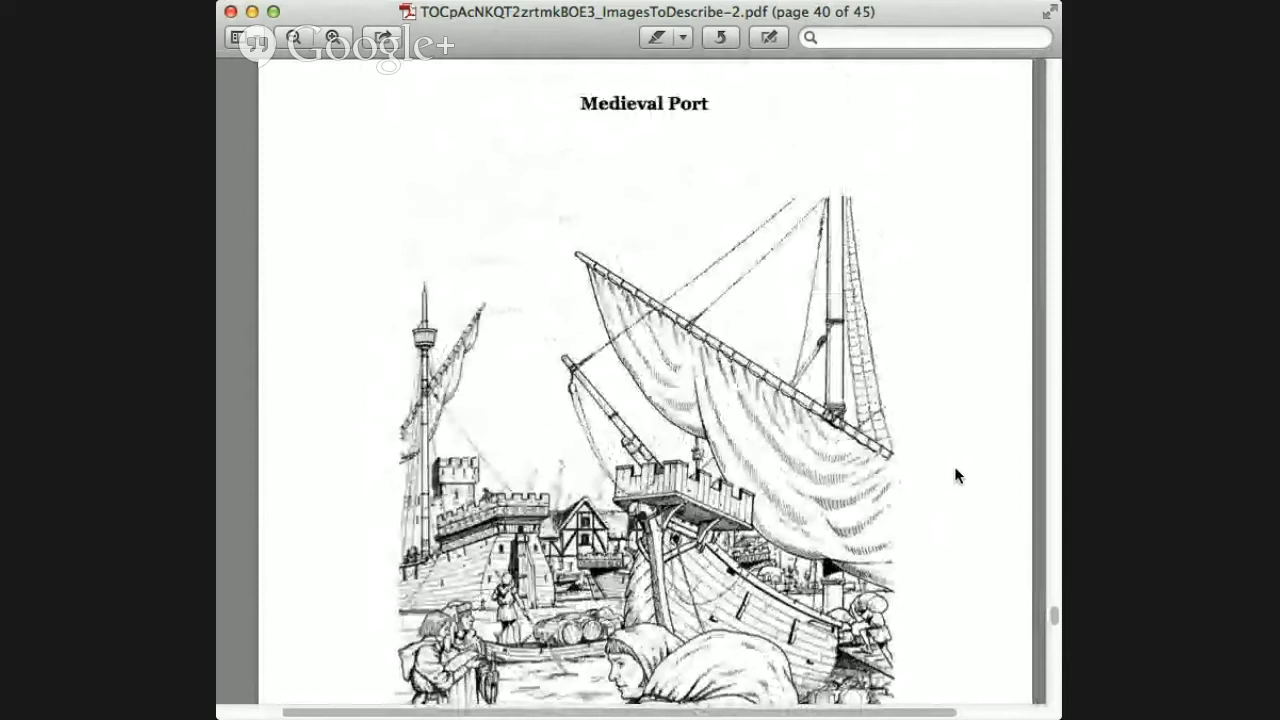 TOCpAcNKQT2zrtmkBOE3_ImagesToDescribe-2.pdf (page 40 of 45)
Google+
Medieval Port